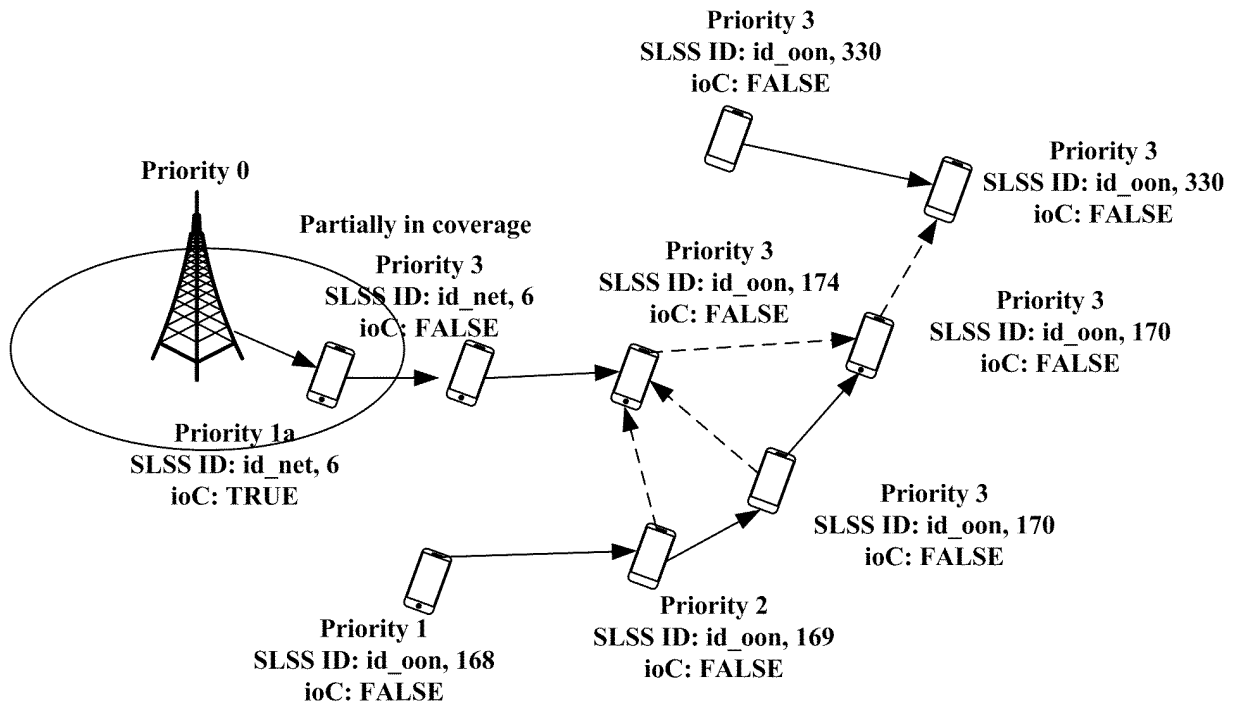 Priority 3
SLSS ID: id_oon, 330
ioC: FALSE
Priority 3
SLSS ID: id_oon, 330
ioC: FALSE
Priority 0
Partially in coverage
Priority 3
SLSS ID: id_net, 6
ioC: FALSE
Priority 3
SLSS ID: id_oon, 174
ioC: FALSE
Priority 3
SLSS ID: id_oon, 170
ioC: FALSE
Priority 1a
SLSS ID: id_net, 6
ioC: TRUE
Priority 3
SLSS ID: id_oon, 170
ioC: FALSE
Priority 2
SLSS ID: id_oon, 169
ioC: FALSE
Priority 1
SLSS ID: id_oon, 168
ioC: FALSE